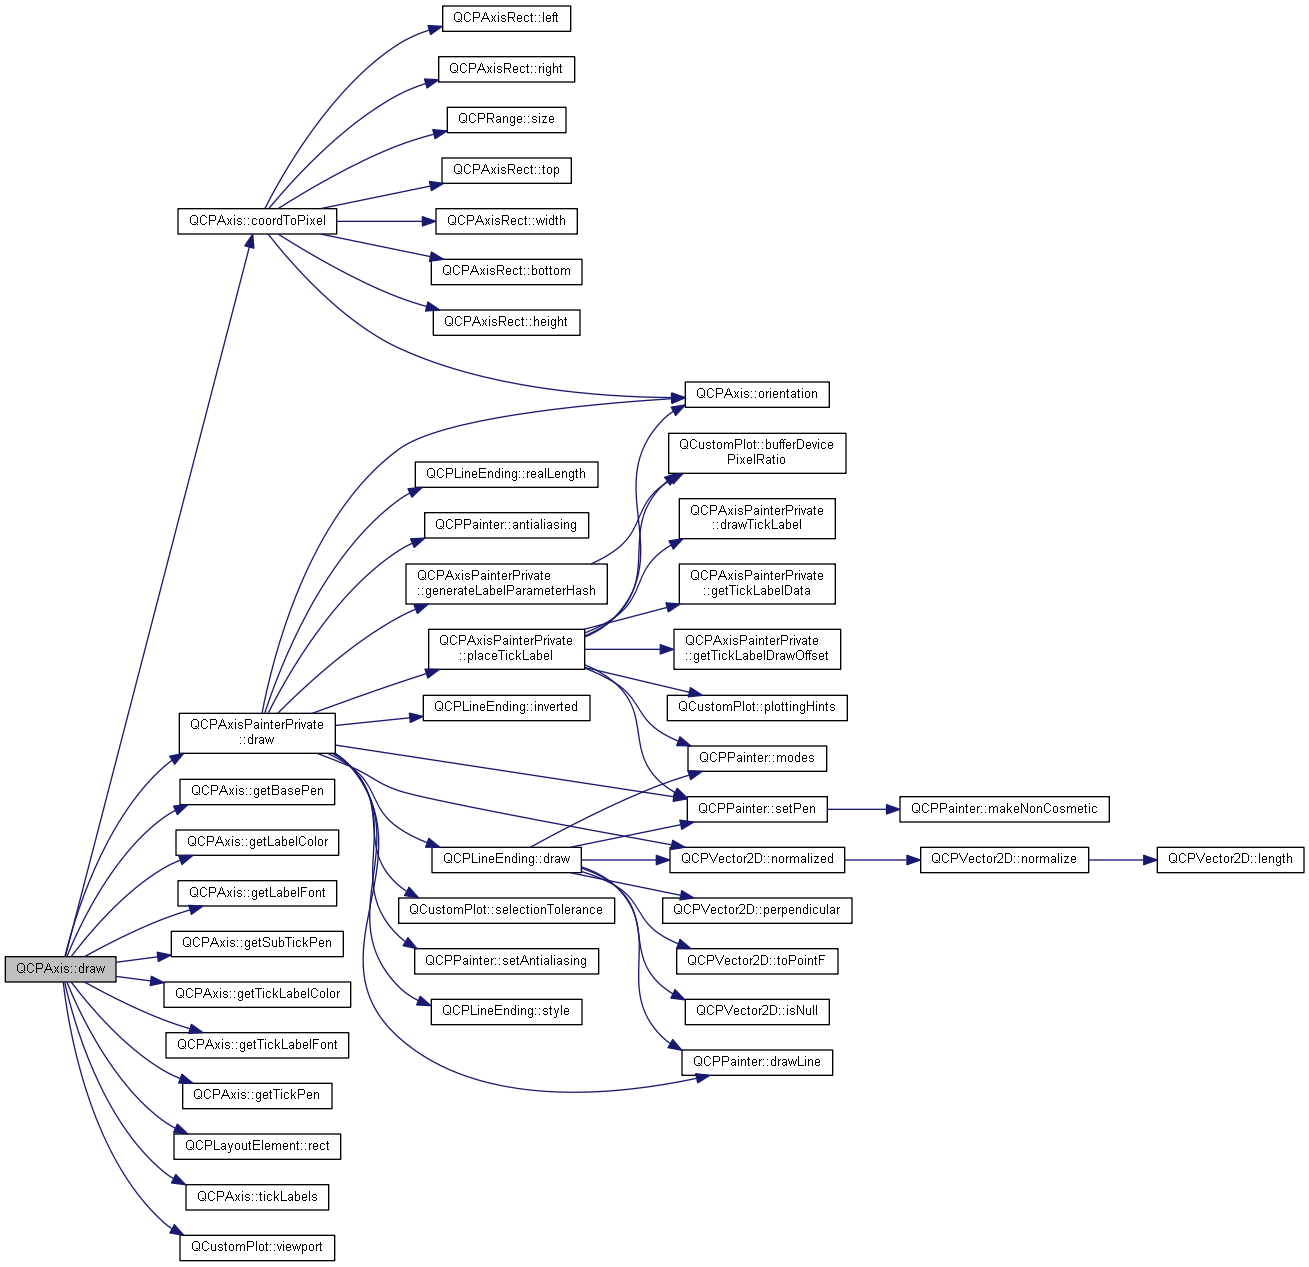 QCPAxisRect::left
QCPAxisRect::right
QCPRange::size
QCPAxisRect::top
QCPAxis::coordToPixel
QCPAxisRect::width
QCPAxisRect::bottom
QCPAxisRect::height
QCPAxis::orientation
QCustomPlot::bufferDevice
PixelRatio
QCPLineEnding::realLength
QCPPainter::antialiasing
QCPAxisPainterPrivate
::drawTickLabel
QCPAxisPainterPrivate
::generateLabelParameterHash
QCPAxisPainterPrivate
::getTickLabelData
QCPAxisPainterPrivate
::placeTickLabel
QCPAxisPainterPrivate
::getTickLabelDrawOffset
QCPLineEnding::inverted
QCustomPlot::plottingHints
QCPAxisPainterPrivate
::draw
QCPPainter::modes
QCPAxis::getBasePen
QCPPainter::setPen
QCPPainter::makeNonCosmetic
QCPAxis::getLabelColor
QCPLineEnding::draw
QCPVector2D::normalized
QCPVector2D::normalize
QCPVector2D::length
QCPAxis::getLabelFont
QCustomPlot::selectionTolerance
QCPVector2D::perpendicular
QCPAxis::getSubTickPen
QCPAxis::draw
QCPPainter::setAntialiasing
QCPVector2D::toPointF
QCPAxis::getTickLabelColor
QCPLineEnding::style
QCPVector2D::isNull
QCPAxis::getTickLabelFont
QCPPainter::drawLine
QCPAxis::getTickPen
QCPLayoutElement::rect
QCPAxis::tickLabels
QCustomPlot::viewport